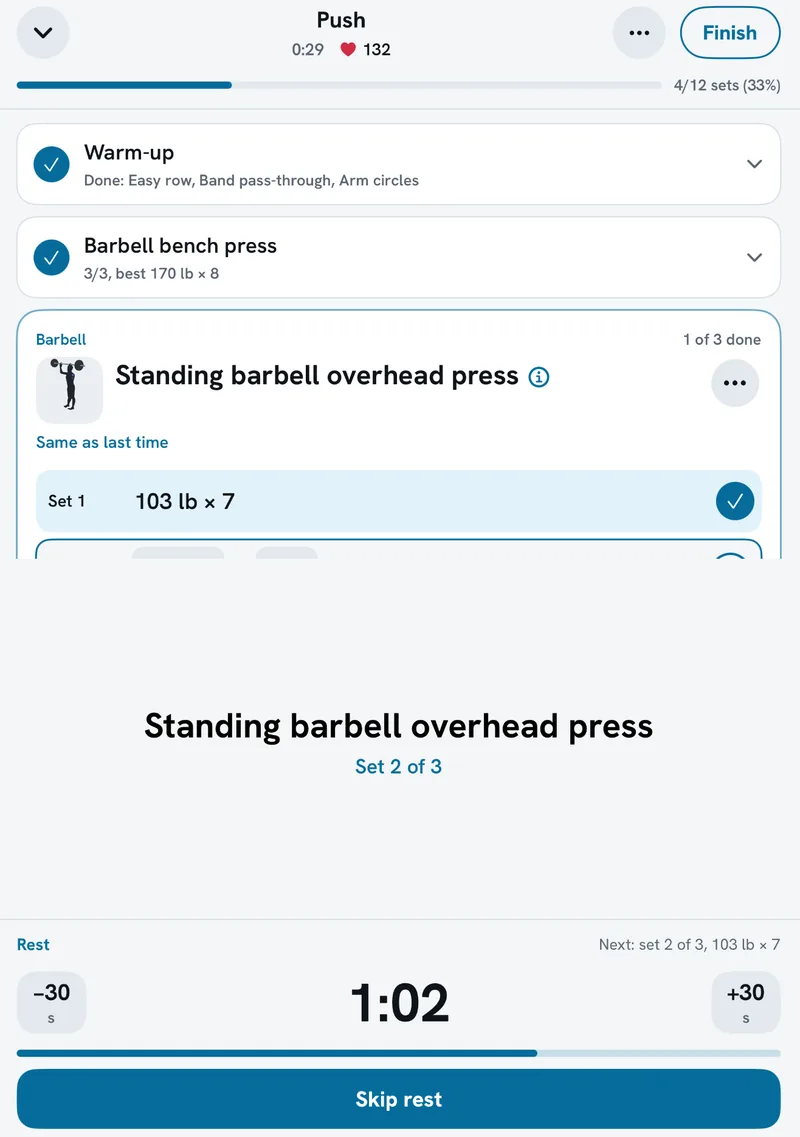 Push
0:29 132
Finish
4/12 sets (33%)
Warm-up
Done: Easy row, Band pass-through, Arm circles
Barbell bench press
3/3, best 170 lb × 8
Barbell
1 of 3 done
Standing barbell overhead press
Same as last time
Set 1 103 lb × 7
Standing barbell overhead press
Set 2 of 3
Rest
Next: set 2 of 3, 103 lb × 7
−30
s
1:02
+30
s
Skip rest